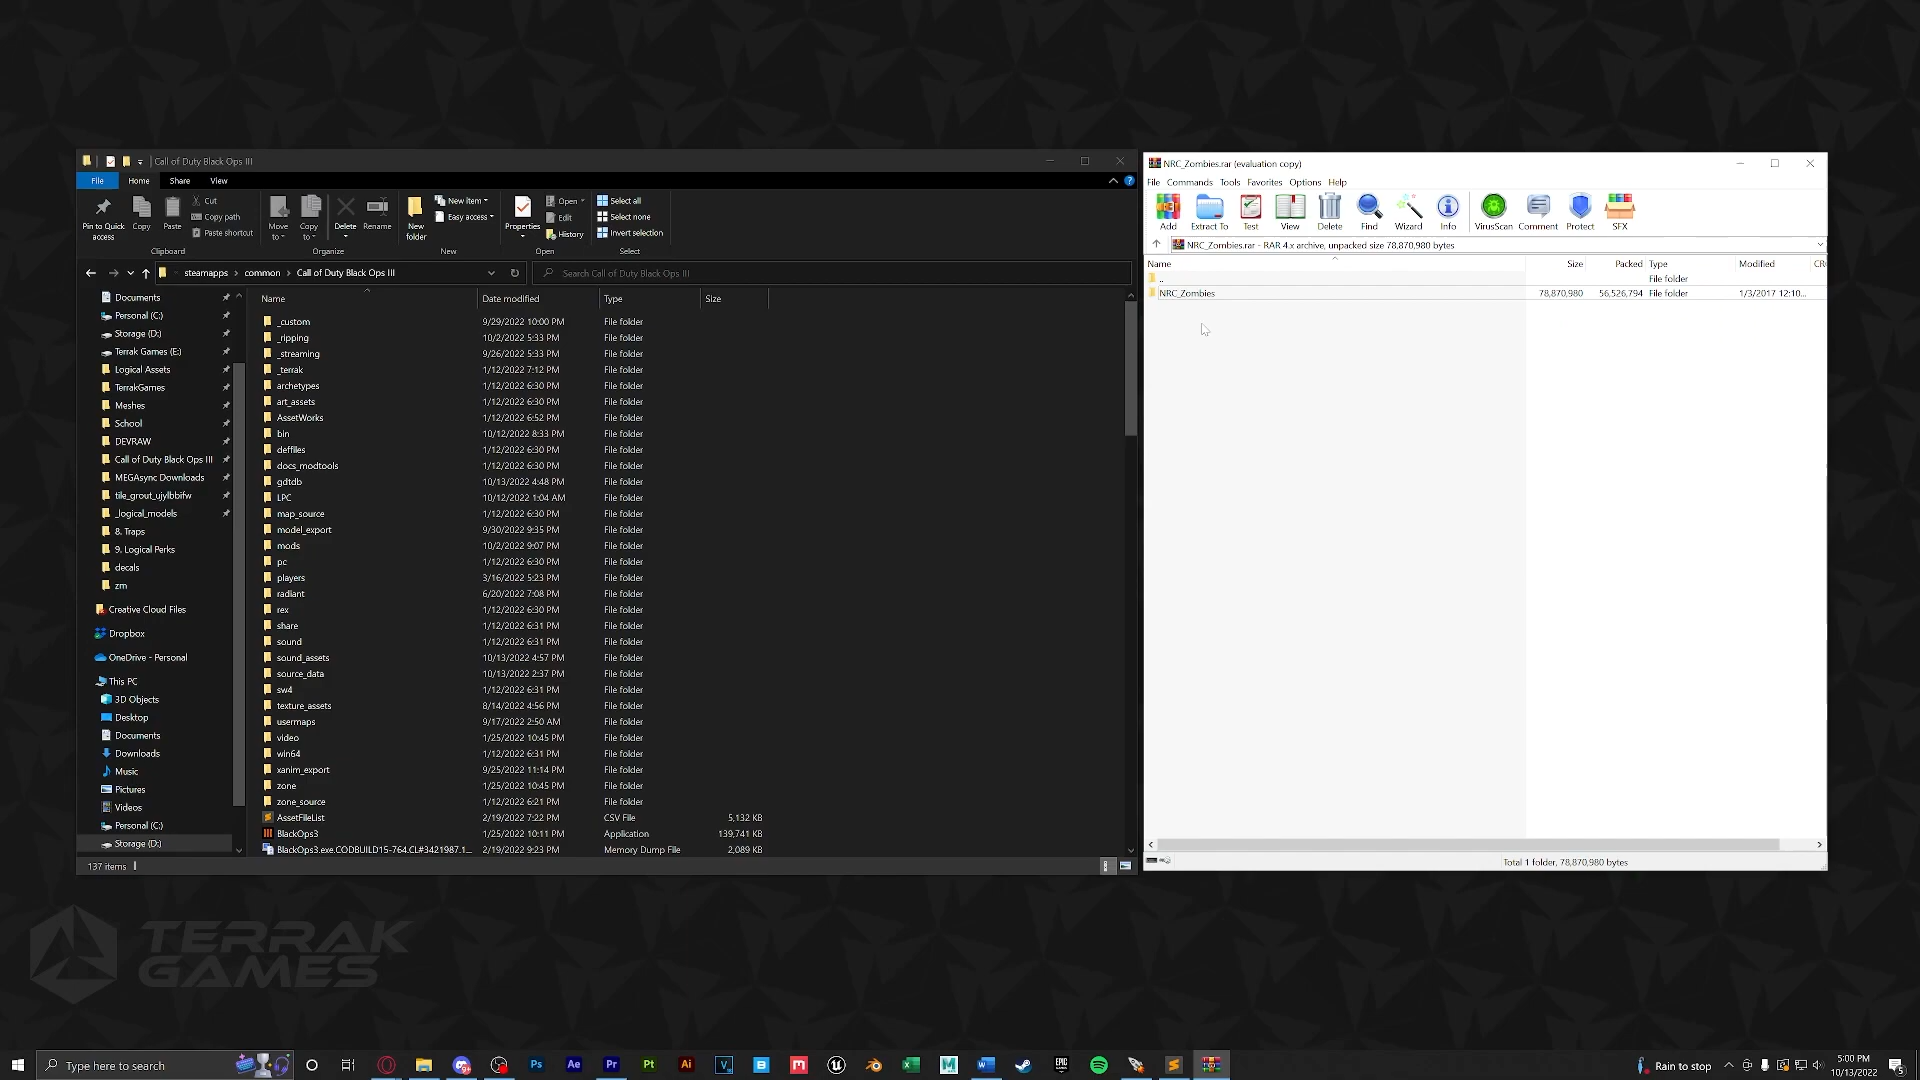 Call of Duty Black Ops III
File Home Share View
Pin to Quick access
Copy
Paste
Cut
Copy path
Paste shortcut
Clipboard
Move to
Copy to
Delete
Rename
Organize
New folder
New item
Easy access
New
Properties
Open
Edit
History
Open
Select all
Select none
Invert selection
Select
steamapps > common > Call of Duty Black Ops III
Search Call of Duty Black Ops III
Documents
Personal (C:)
Storage (D:)
Terrak Games (E:)
Logical Assets
TerrakGames
Meshes
School
DEVRAW
Call of Duty Black Ops III
MEGAsync Downloads
tile_grout_ujylbbifw
_logical_models
8. Traps
9. Logical Perks
decals
zm
Creative Cloud Files
Dropbox
OneDrive - Personal
This PC
3D Objects
Desktop
Documents
Downloads
Music
Pictures
Videos
Personal (C:)
Storage (D:)
Name Date modified Type Size
_custom 9/29/2022 10:00 PM File folder
_ripping 10/2/2022 5:33 PM File folder
_streaming 9/26/2022 5:33 PM File folder
_terrak 1/12/2022 7:12 PM File folder
archetypes 1/12/2022 6:30 PM File folder
art_assets 1/12/2022 6:30 PM File folder
AssetWorks 1/12/2022 6:52 PM File folder
bin 10/12/2022 8:33 PM File folder
deffiles 1/12/2022 6:30 PM File folder
docs_modtools 1/12/2022 6:30 PM File folder
gdtdb 10/13/2022 4:48 PM File folder
LPC 10/12/2022 1:04 AM File folder
map_source 1/12/2022 6:30 PM File folder
model_export 9/30/2022 9:35 PM File folder
mods 10/2/2022 9:07 PM File folder
pc 1/12/2022 6:30 PM File folder
players 3/16/2022 5:23 PM File folder
radiant 6/20/2022 7:08 PM File folder
rex 1/12/2022 6:30 PM File folder
share 1/12/2022 6:31 PM File folder
sound 1/12/2022 6:31 PM File folder
sound_assets 10/13/2022 4:57 PM File folder
source_data 10/13/2022 2:37 PM File folder
sw4 1/12/2022 6:31 PM File folder
texture_assets 8/14/2022 4:56 PM File folder
usermaps 9/17/2022 2:50 AM File folder
video 1/25/2022 10:45 PM File folder
win64 1/12/2022 6:31 PM File folder
xanim_export 9/25/2022 11:14 PM File folder
zone 1/25/2022 10:45 PM File folder
zone_source 1/12/2022 6:21 PM File folder
AssetFileList 2/19/2022 7:22 PM CSV File 5,132 KB
BlackOps3 1/25/2022 10:11 PM Application 139,741 KB
BlackOps3.exe.CODBUILD15-764.CL#3421987.1... 2/19/2022 9:23 PM Memory Dump File 2,089 KB
137 items
NRC_Zombies.rar (evaluation copy)
File Commands Tools Favorites Options Help
Add Extract To Test View Delete Find Wizard Info VirusScan Comment Protect SFX
NRC_Zombies.rar - RAR 4.x archive, unpacked size 78,870,980 bytes
Name Size Packed Type Modified CR
.. File folder
NRC_Zombies 78,870,980 56,526,794 File folder 1/3/2017 12:10...
Total 1 folder, 78,870,980 bytes
TERRAK
GAMES
Type here to search
9+
Ps
Ae
Pr
Pt
Ai
V
B
M
EPIC GAMES
Rain to stop
5:00 PM
10/13/2022
5